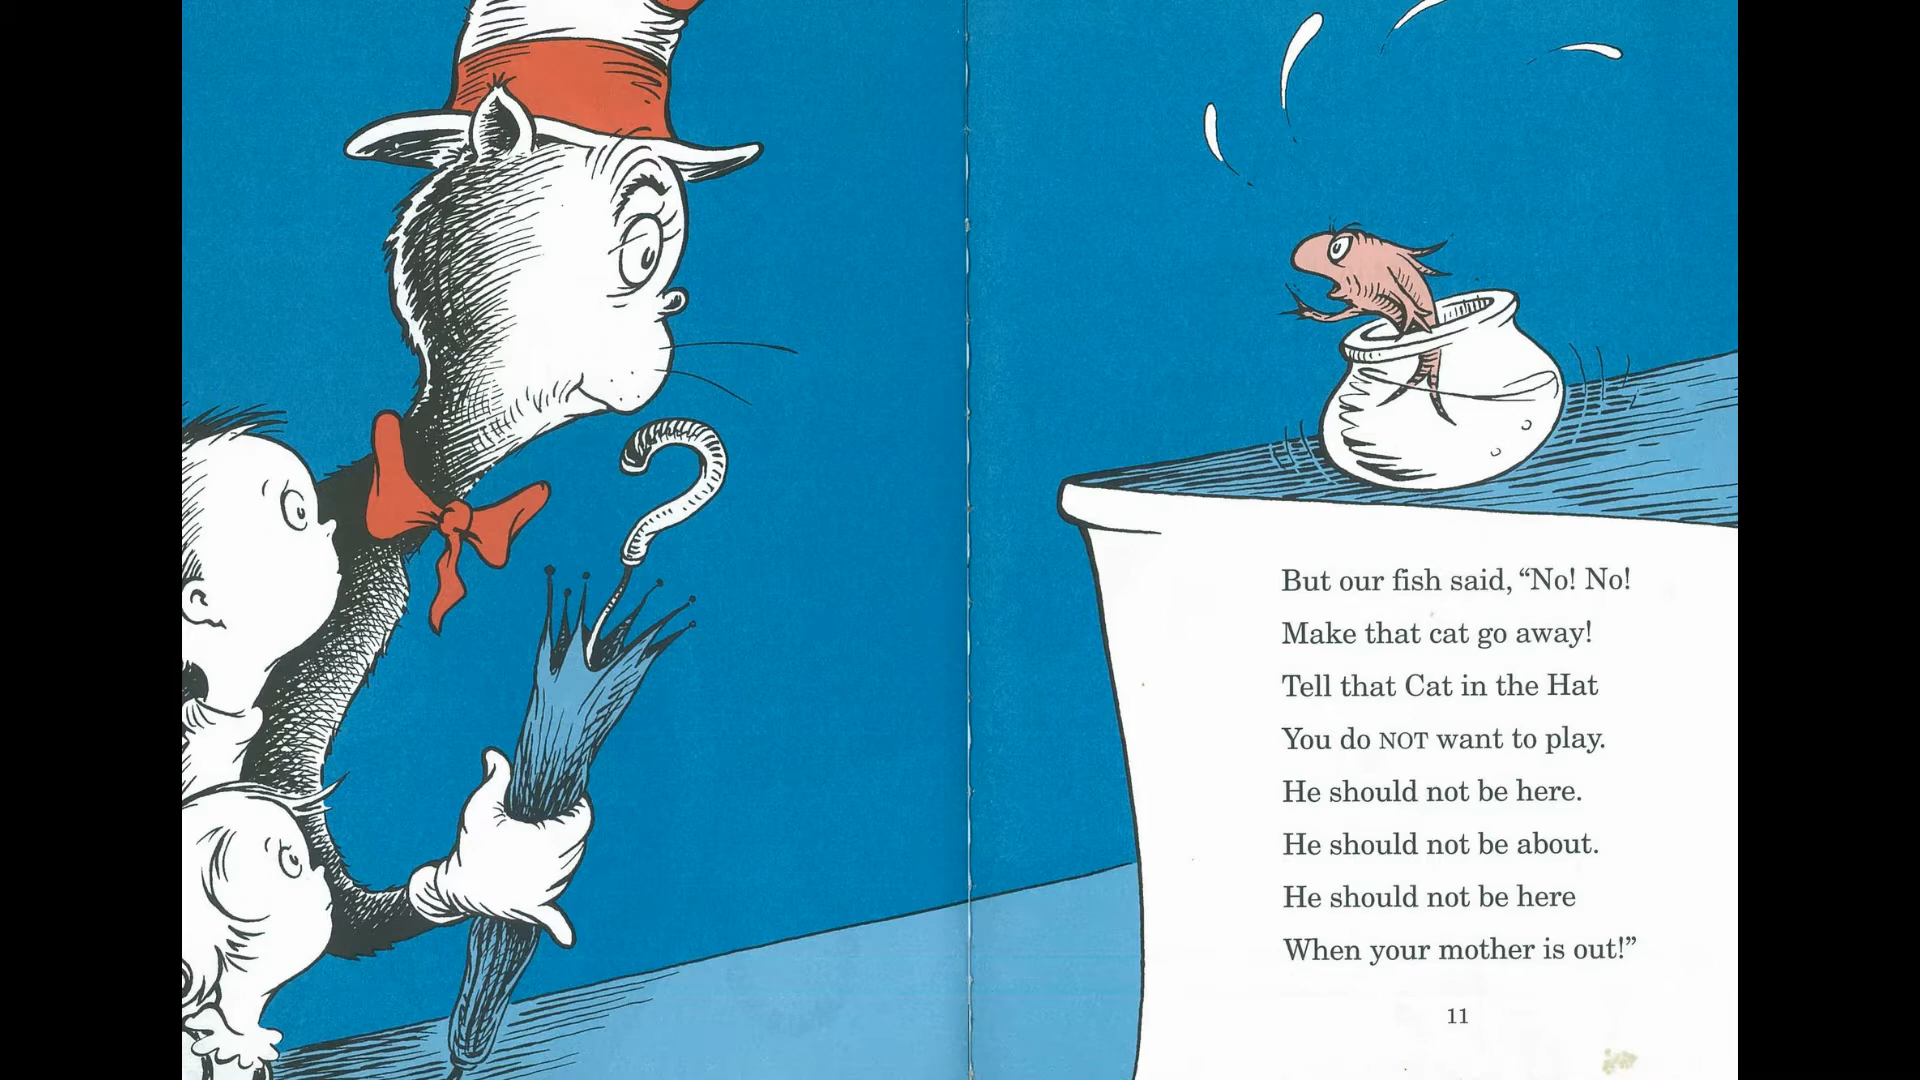 But our fish said, “No! No!
Make that cat go away!
Tell that Cat in the Hat
You do NOT want to play.
He should not be here.
He should not be about.
He should not be here
When your mother is out!”
11